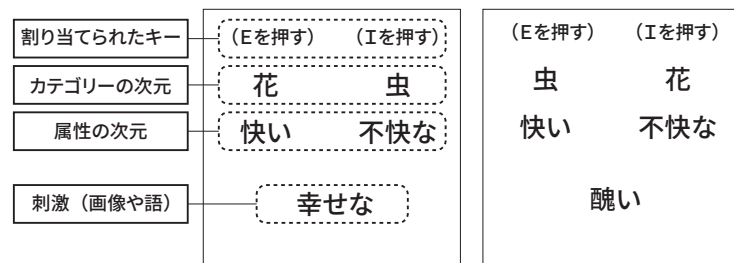 割り当てられたキー
（Eを押す）　（Iを押す）
カテゴリーの次元
花　虫
属性の次元
快い　不快な
刺激（画像や語）
幸せな
（Eを押す）　（Iを押す）
虫　花
快い　不快な
醜い